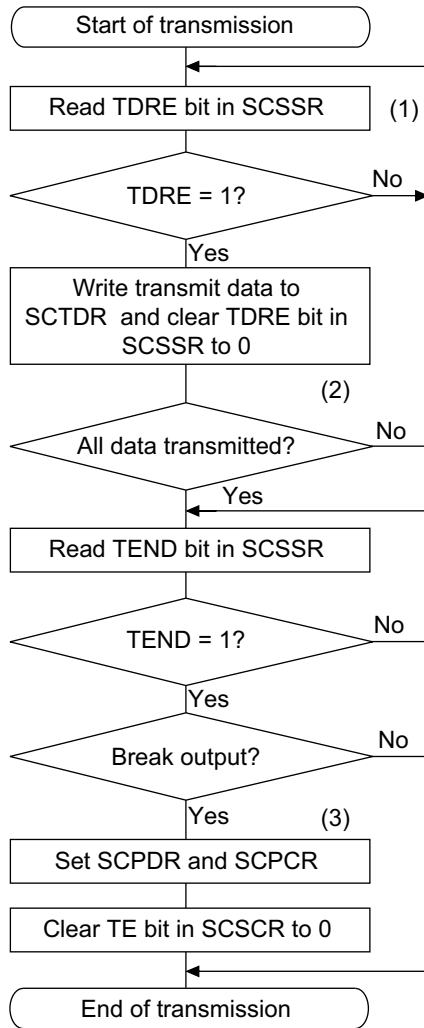 Start of transmission
Read TDRE bit in SCSSR
(1)
TDRE = 1?
No
Yes
Write transmit data to
SCTDR and clear TDRE bit in
SCSSR to 0
(2)
All data transmitted?
No
Yes
Read TEND bit in SCSSR
TEND = 1?
No
Yes
Break output?
No
Yes
(3)
Set SCPDR and SCPCR
Clear TE bit in SCSCR to 0
End of transmission